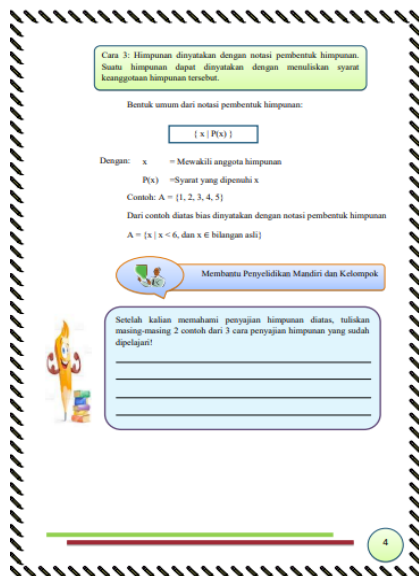 Cara 3: Himpunan dinyatakan dengan notasi pembentuk himpunan.
Suatu himpunan dapat dinyatakan dengan menuliskan syarat
keanggotaan himpunan tersebut.
Bentuk umum dari notasi pembentuk himpunan:
{ x | P(x) }
Dengan: x = Mewakili anggota himpunan
P(x) =Syarat yang dipenuhi x
Contoh: A = {1, 2, 3, 4, 5}
Dari contoh diatas bias dinyatakan dengan notasi pembentuk himpunan
A = {x | x < 6, dan x ∈ bilangan asli}
Membantu Penyelidikan Mandiri dan Kelompok
Setelah kalian memahami penyajian himpunan diatas, tuliskan
masing-masing 2 contoh dari 3 cara penyajian himpunan yang sudah
dipelajari!
4